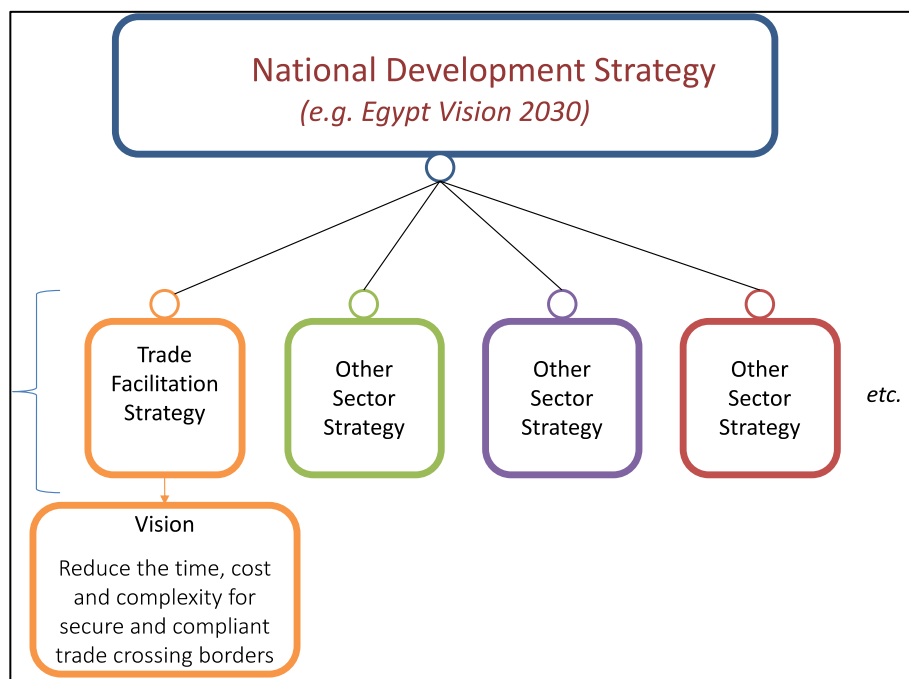 National Development Strategy
(e.g. Egypt Vision 2030)
Trade
Facilitation
Strategy
Other
Sector
Strategy
Other
Sector
Strategy
Other
Sector
Strategy
etc.
Vision
Reduce the time, cost
and complexity for
secure and compliant
trade crossing borders